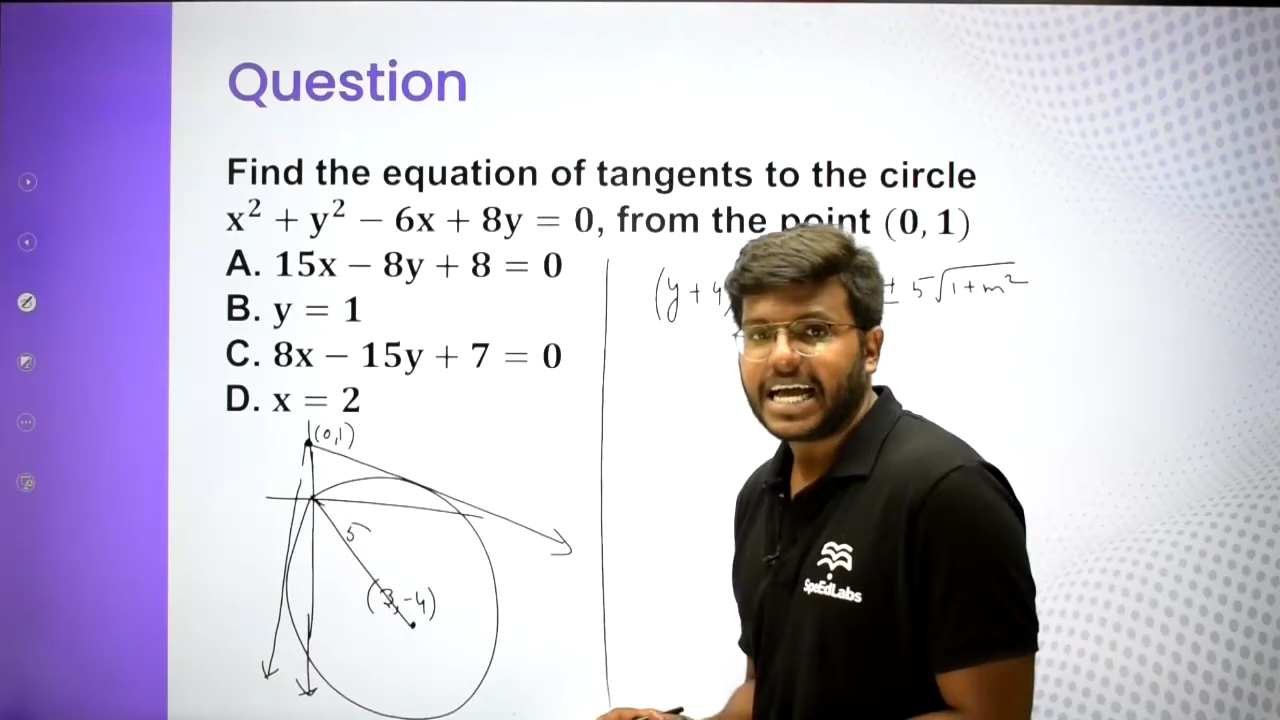 Question
Find the equation of tangents to the circle
x² + y² − 6x + 8y = 0, from the point (0, 1)
A. 15x − 8y + 8 = 0
B. y = 1
C. 8x − 15y + 7 = 0
D. x = 2
(y + 4) ± 5√1+m²
(0,1)
5
(3,-4)
SpeEdLabs